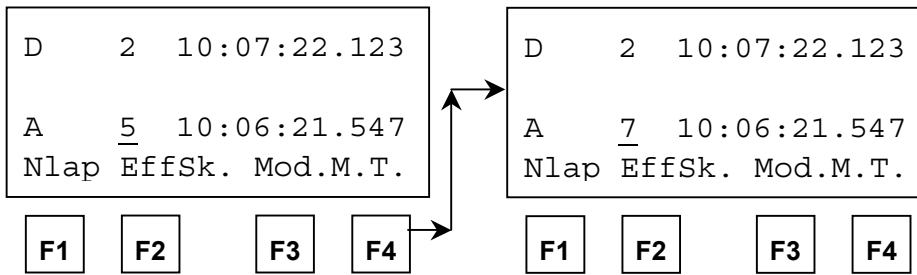 D 2 10:07:22.123
A 5 10:06:21.547
Nlap EffSk. Mod.M.T.
F1 F2 F3 F4
D 2 10:07:22.123
A 7 10:06:21.547
Nlap EffSk. Mod.M.T.
F1 F2 F3 F4